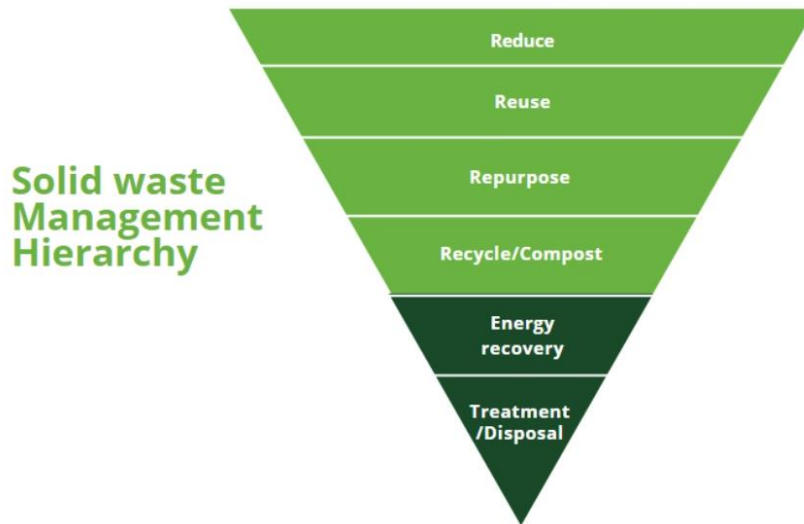 Solid waste
Management
Hierarchy
Reduce
Reuse
Repurpose
Recycle/Compost
Energy
recovery
Treatment
/Disposal